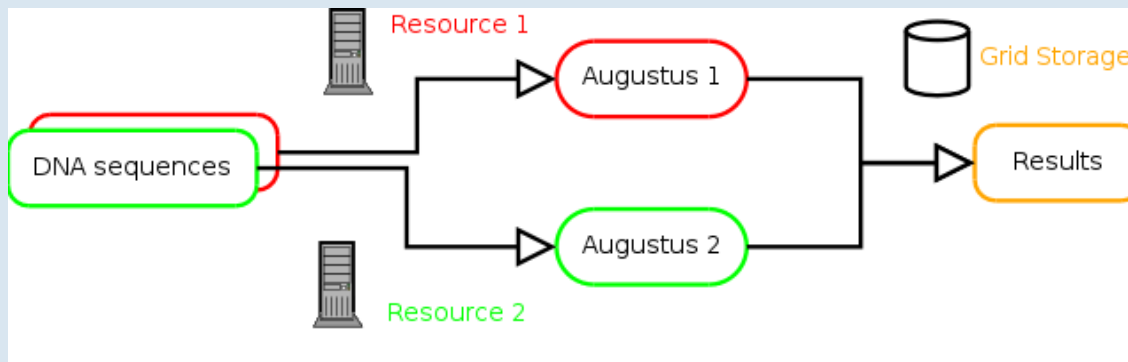 Resource 1
Augustus 1
Grid Storage
DNA sequences
Results
Augustus 2
Resource 2